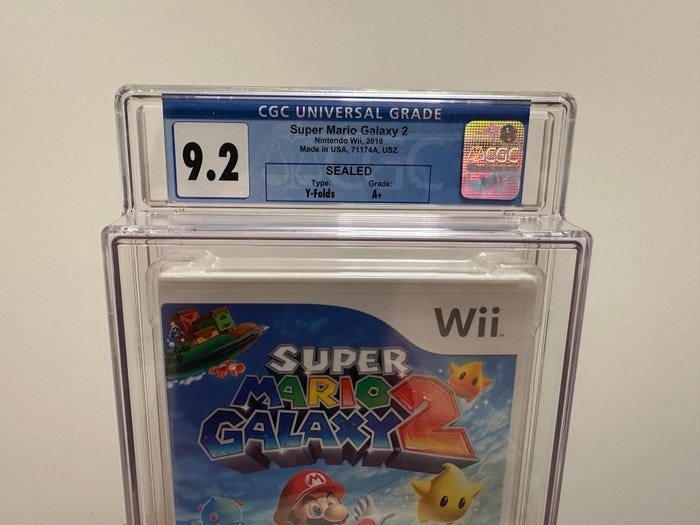 CGC UNIVERSAL GRADE
9.2
Super Mario Galaxy 2
Nintendo Wii, 2010
Made in USA, 71174A, USZ
SEALED
Type: Grade:
Y-Folds A+
CGC
Wii
SUPER
MARIO
GALAXY 2
M